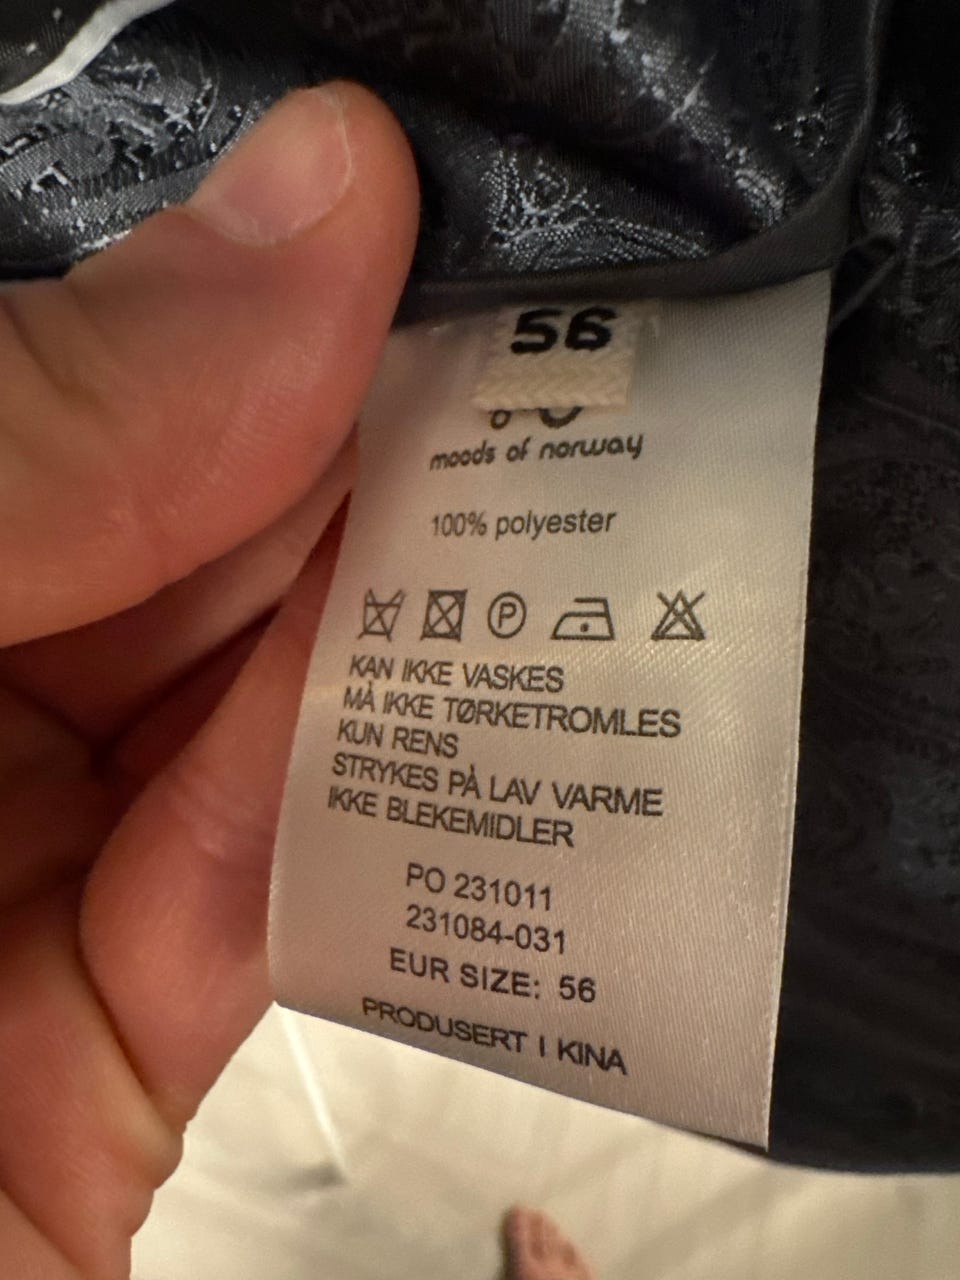 56
moods of norway
100% polyester
P
KAN IKKE VASKES
MÅ IKKE TØRKETROMLES
KUN RENS
STRYKES PÅ LAV VARME
IKKE BLEKEMIDLER
PO 231011
231084-031
EUR SIZE: 56
PRODUSERT I KINA